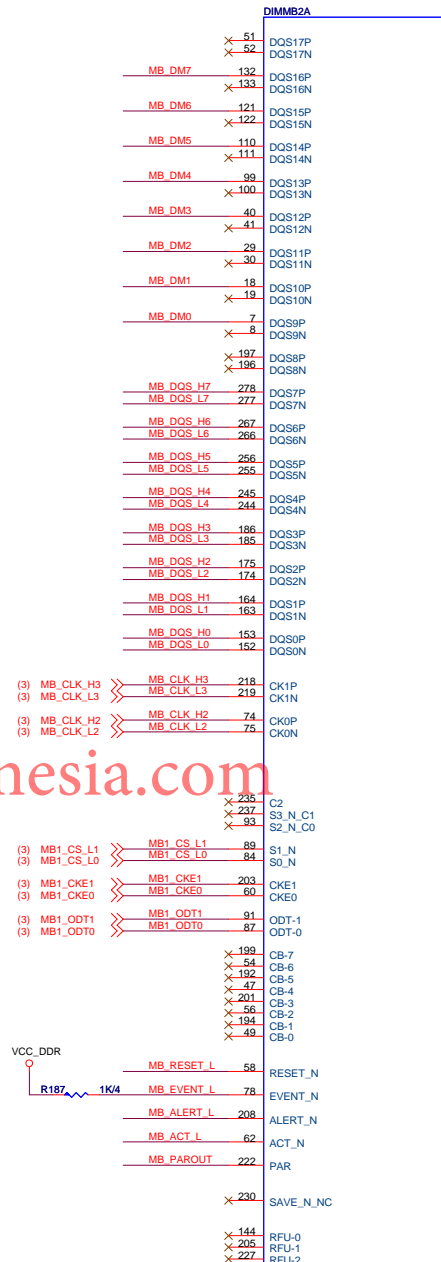 DIMMB2A
51 DQS17P
52 DQS17N
MB_DM7 132 DQS16P
133 DQS16N
MB_DM6 121 DQS15P
122 DQS15N
MB_DM5 110 DQS14P
111 DQS14N
MB_DM4 99 DQS13P
100 DQS13N
MB_DM3 40 DQS12P
41 DQS12N
MB_DM2 29 DQS11P
30 DQS11N
MB_DM1 18 DQS10P
19 DQS10N
MB_DM0 7 DQS9P
8 DQS9N
197 DQS8P
196 DQS8N
MB_DQS_H7 278 DQS7P
MB_DQS_L7 277 DQS7N
MB_DQS_H6 267 DQS6P
MB_DQS_L6 266 DQS6N
MB_DQS_H5 256 DQS5P
MB_DQS_L5 255 DQS5N
MB_DQS_H4 245 DQS4P
MB_DQS_L4 244 DQS4N
MB_DQS_H3 186 DQS3P
MB_DQS_L3 185 DQS3N
MB_DQS_H2 175 DQS2P
MB_DQS_L2 174 DQS2N
MB_DQS_H1 164 DQS1P
MB_DQS_L1 163 DQS1N
MB_DQS_H0 153 DQS0P
MB_DQS_L0 152 DQS0N
(3) MB_CLK_H3 MB_CLK_H3 218 CK1P
(3) MB_CLK_L3 MB_CLK_L3 219 CK1N
(3) MB_CLK_H2 MB_CLK_H2 74 CK0P
(3) MB_CLK_L2 MB_CLK_L2 75 CK0N
nesia.com
235 C2
237 S3_N_C1
93 S2_N_C0
(3) MB1_CS_L1 MB1_CS_L1 89 S1_N
(3) MB1_CS_L0 MB1_CS_L0 84 S0_N
(3) MB1_CKE1 MB1_CKE1 203 CKE1
(3) MB1_CKE0 MB1_CKE0 60 CKE0
(3) MB1_ODT1 MB1_ODT1 91 ODT-1
(3) MB1_ODT0 MB1_ODT0 87 ODT-0
199 CB-7
54 CB-6
192 CB-5
47 CB-4
201 CB-3
56 CB-2
194 CB-1
49 CB-0
VCC_DDR
MB_RESET_L 58 RESET_N
R187 1K/4 MB_EVENT_L 78 EVENT_N
MB_ALERT_L 208 ALERT_N
MB_ACT_L 62 ACT_N
MB_PAROUT 222 PAR
230 SAVE_N_NC
144 RFU-0
205 RFU-1
227 RFU-2